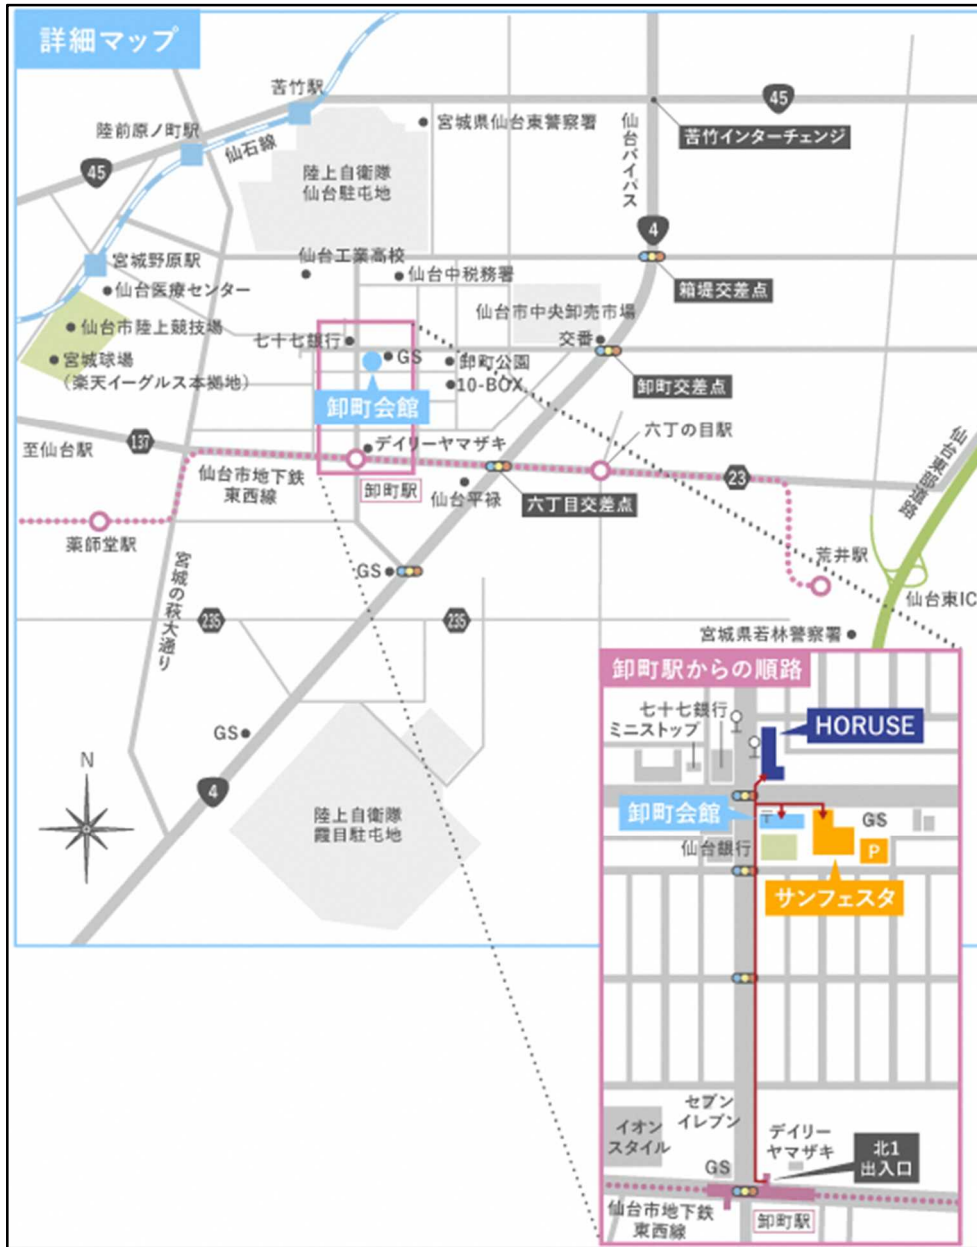 詳細マップ
苦竹駅
陸前原ノ町駅
仙石線
45
宮城県仙台東警察署
仙台バイパス
45
苦竹インターチェンジ
陸上自衛隊
仙台駐屯地
4
宮城野原駅
仙台工業高校
仙台中税務署
箱堤交差点
仙台医療センター
仙台市中央卸売市場
仙台市陸上競技場
七十七銀行
交番
GS
卸町公園
宮城球場
(楽天イーグルス本拠地)
10-BOX
卸町交差点
卸町会館
至仙台駅
137
デイリーヤマザキ
六丁の目駅
仙台東部道路
仙台市地下鉄
東西線
卸町駅
仙台平禄
六丁目交差点
23
薬師堂駅
宮城の萩大通り
GS
荒井駅
仙台東IC
235
235
宮城県若林警察署
GS
4
N
陸上自衛隊
霞目駐屯地
卸町駅からの順路
七十七銀行
ミニストップ
HORUSE
卸町会館
〒
GS
仙台銀行
P
サンフェスタ
セブン
イレブン
イオン
スタイル
デイリー
ヤマザキ
北1
出入口
GS
仙台市地下鉄
東西線
卸町駅